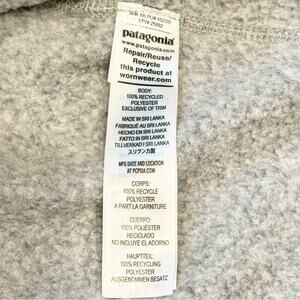 patagonia
www.patagonia.com
Repair/Reuse/
Recycle
this product at
wornwear.com
BODY:
100% RECYCLED
POLYESTER
EXCLUSIVE OF TRIM
MADE IN SRI LANKA
FABRIQUÉ AU SRI LANKA
HECHO EN SRI LANKA
FATTO IN SRI LANKA
TILLVERKAD I SRI LANKA
スリランカ製
MFG DATE AND LOCATION
AT PCPSIA.COM
CORPS:
100% RECYCLÉ
POLYESTER
À PART LA GARNITURE
CUERPO:
100% POLIÉSTER
RECICLADO
NO INCLUYE EL ADORNO
HAUPTTEIL:
100% RECYCLING
POLYESTER
AUSGENOMMEN BESATZ